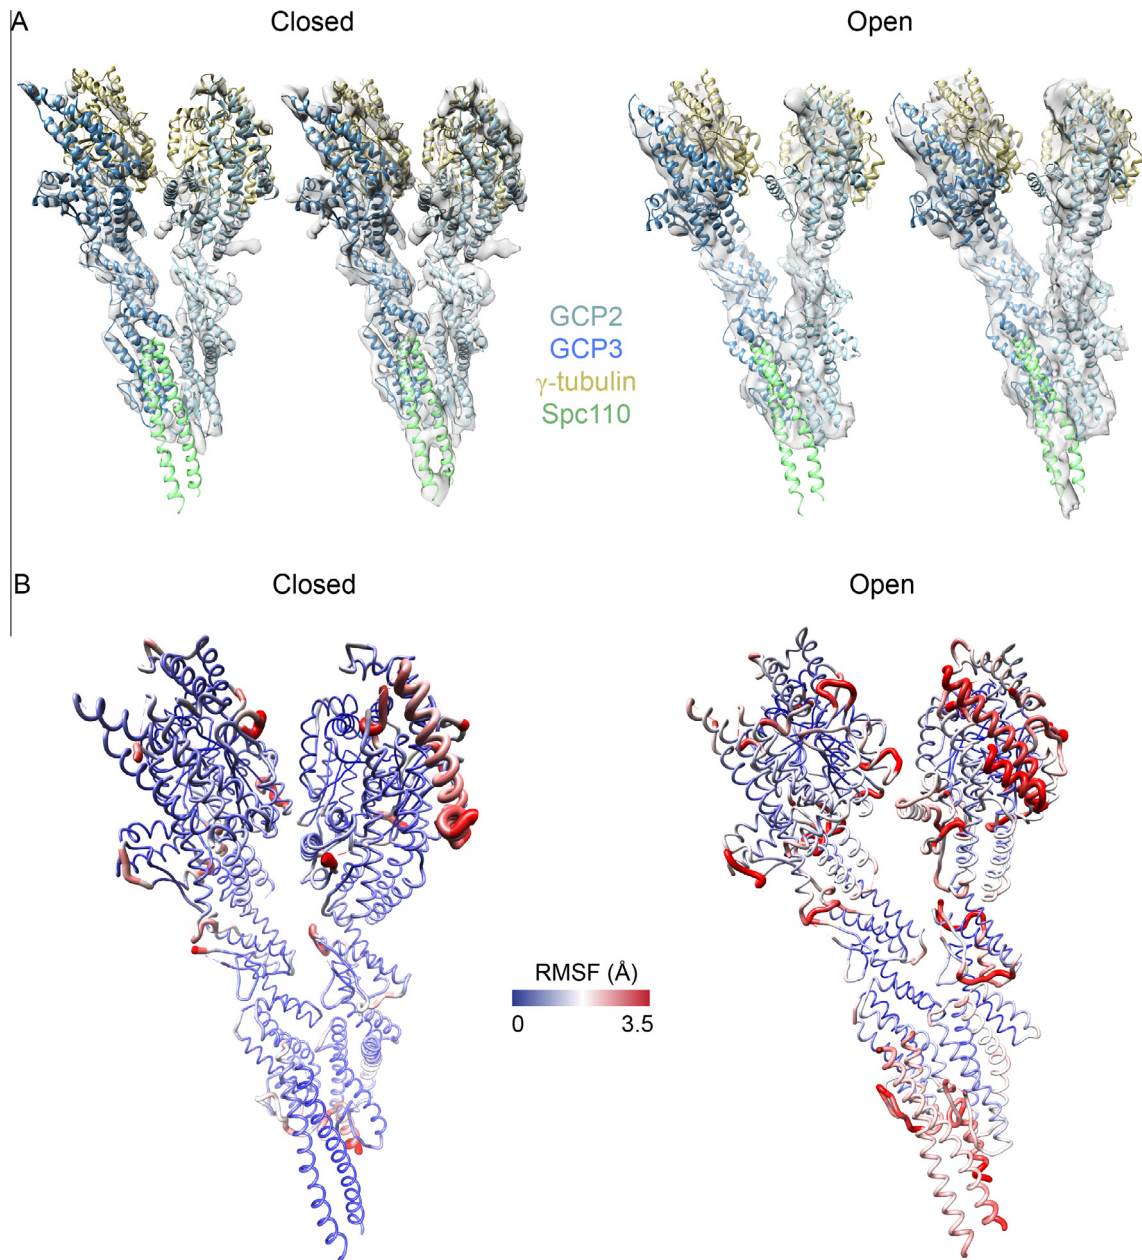 A
Closed
Open
GCP2
GCP3
γ-tubulin
Spc110
B
Closed
Open
RMSF (Å)
0
3.5